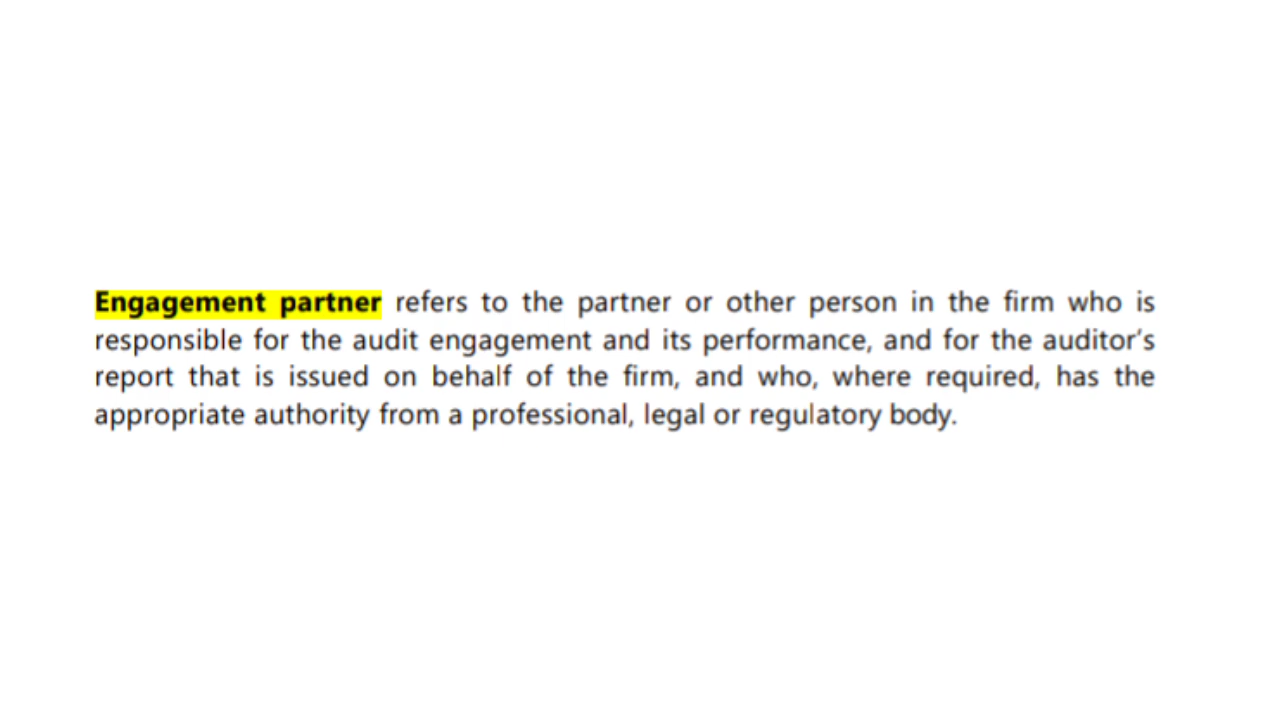 Engagement partner refers to the partner or other person in the firm who is
responsible for the audit engagement and its performance, and for the auditor’s
report that is issued on behalf of the firm, and who, where required, has the
appropriate authority from a professional, legal or regulatory body.